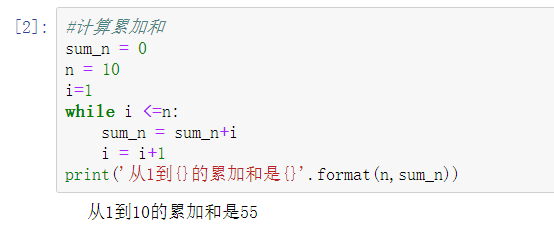 [2]:
#计算累加和
sum_n = 0
n = 10
i=1
while i <=n:
    sum_n = sum_n+i
    i = i+1
print('从1到{}的累加和是{}'.format(n,sum_n))
从1到10的累加和是55